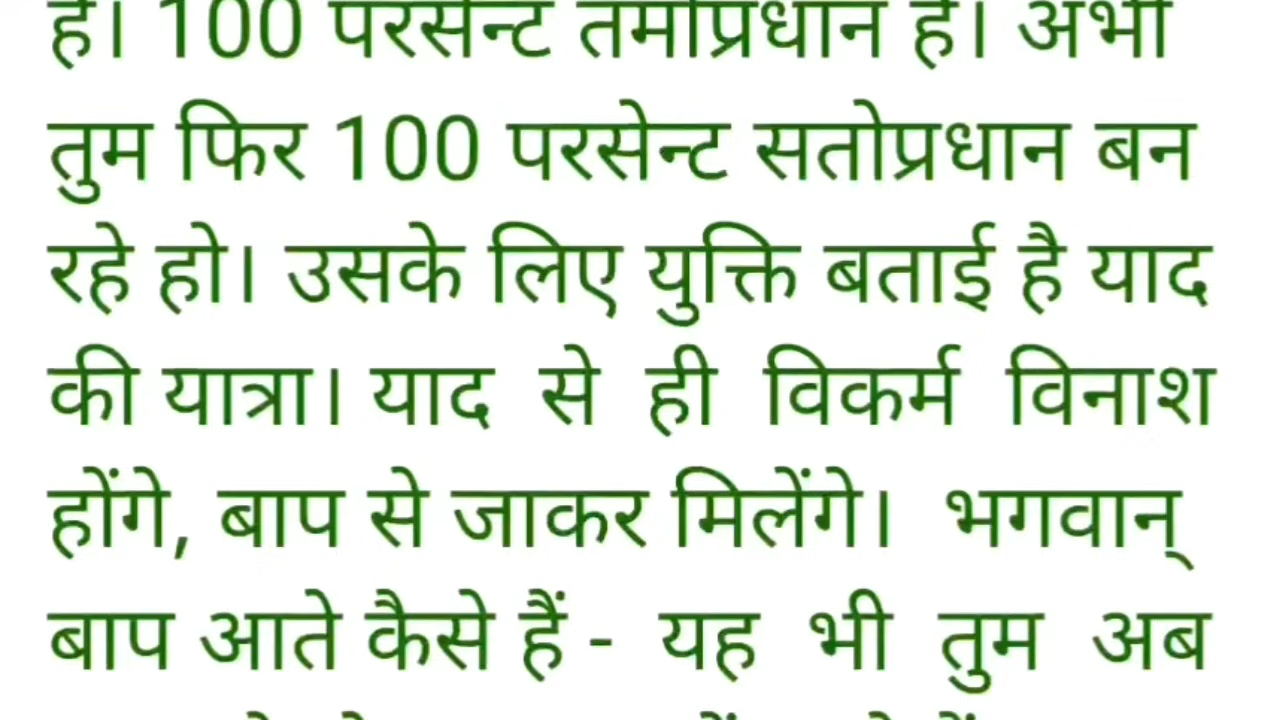 है। 100 परसेन्ट तमोप्रधान है। अभी
तुम फिर 100 परसेन्ट सतोप्रधान बन
रहे हो। उसके लिए युक्ति बताई है याद
की यात्रा। याद से ही विकर्म विनाश
होंगे, बाप से जाकर मिलेंगे। भगवान्
बाप आते कैसे हैं - यह भी तुम अब